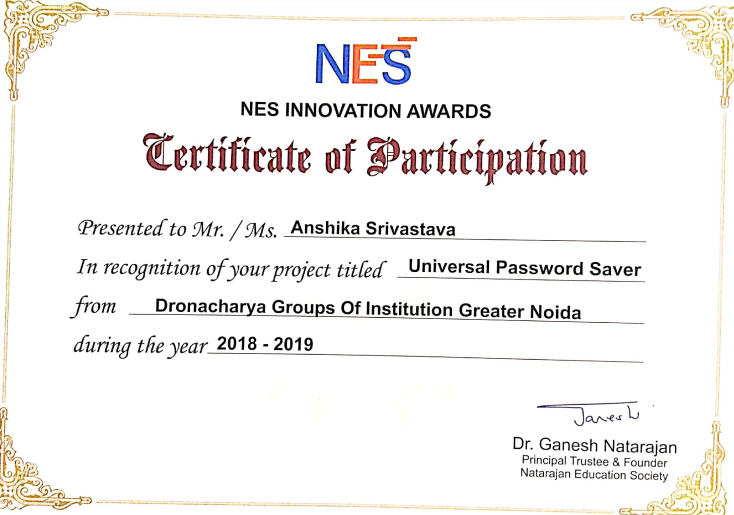 NES
NES INNOVATION AWARDS
Certificate of Participation
Presented to Mr. / Ms. Anshika Srivastava
In recognition of your project titled Universal Password Saver
from Dronacharya Groups Of Institution Greater Noida
during the year 2018 - 2019
Dr. Ganesh Natarajan
Principal Trustee & Founder
Natarajan Education Society